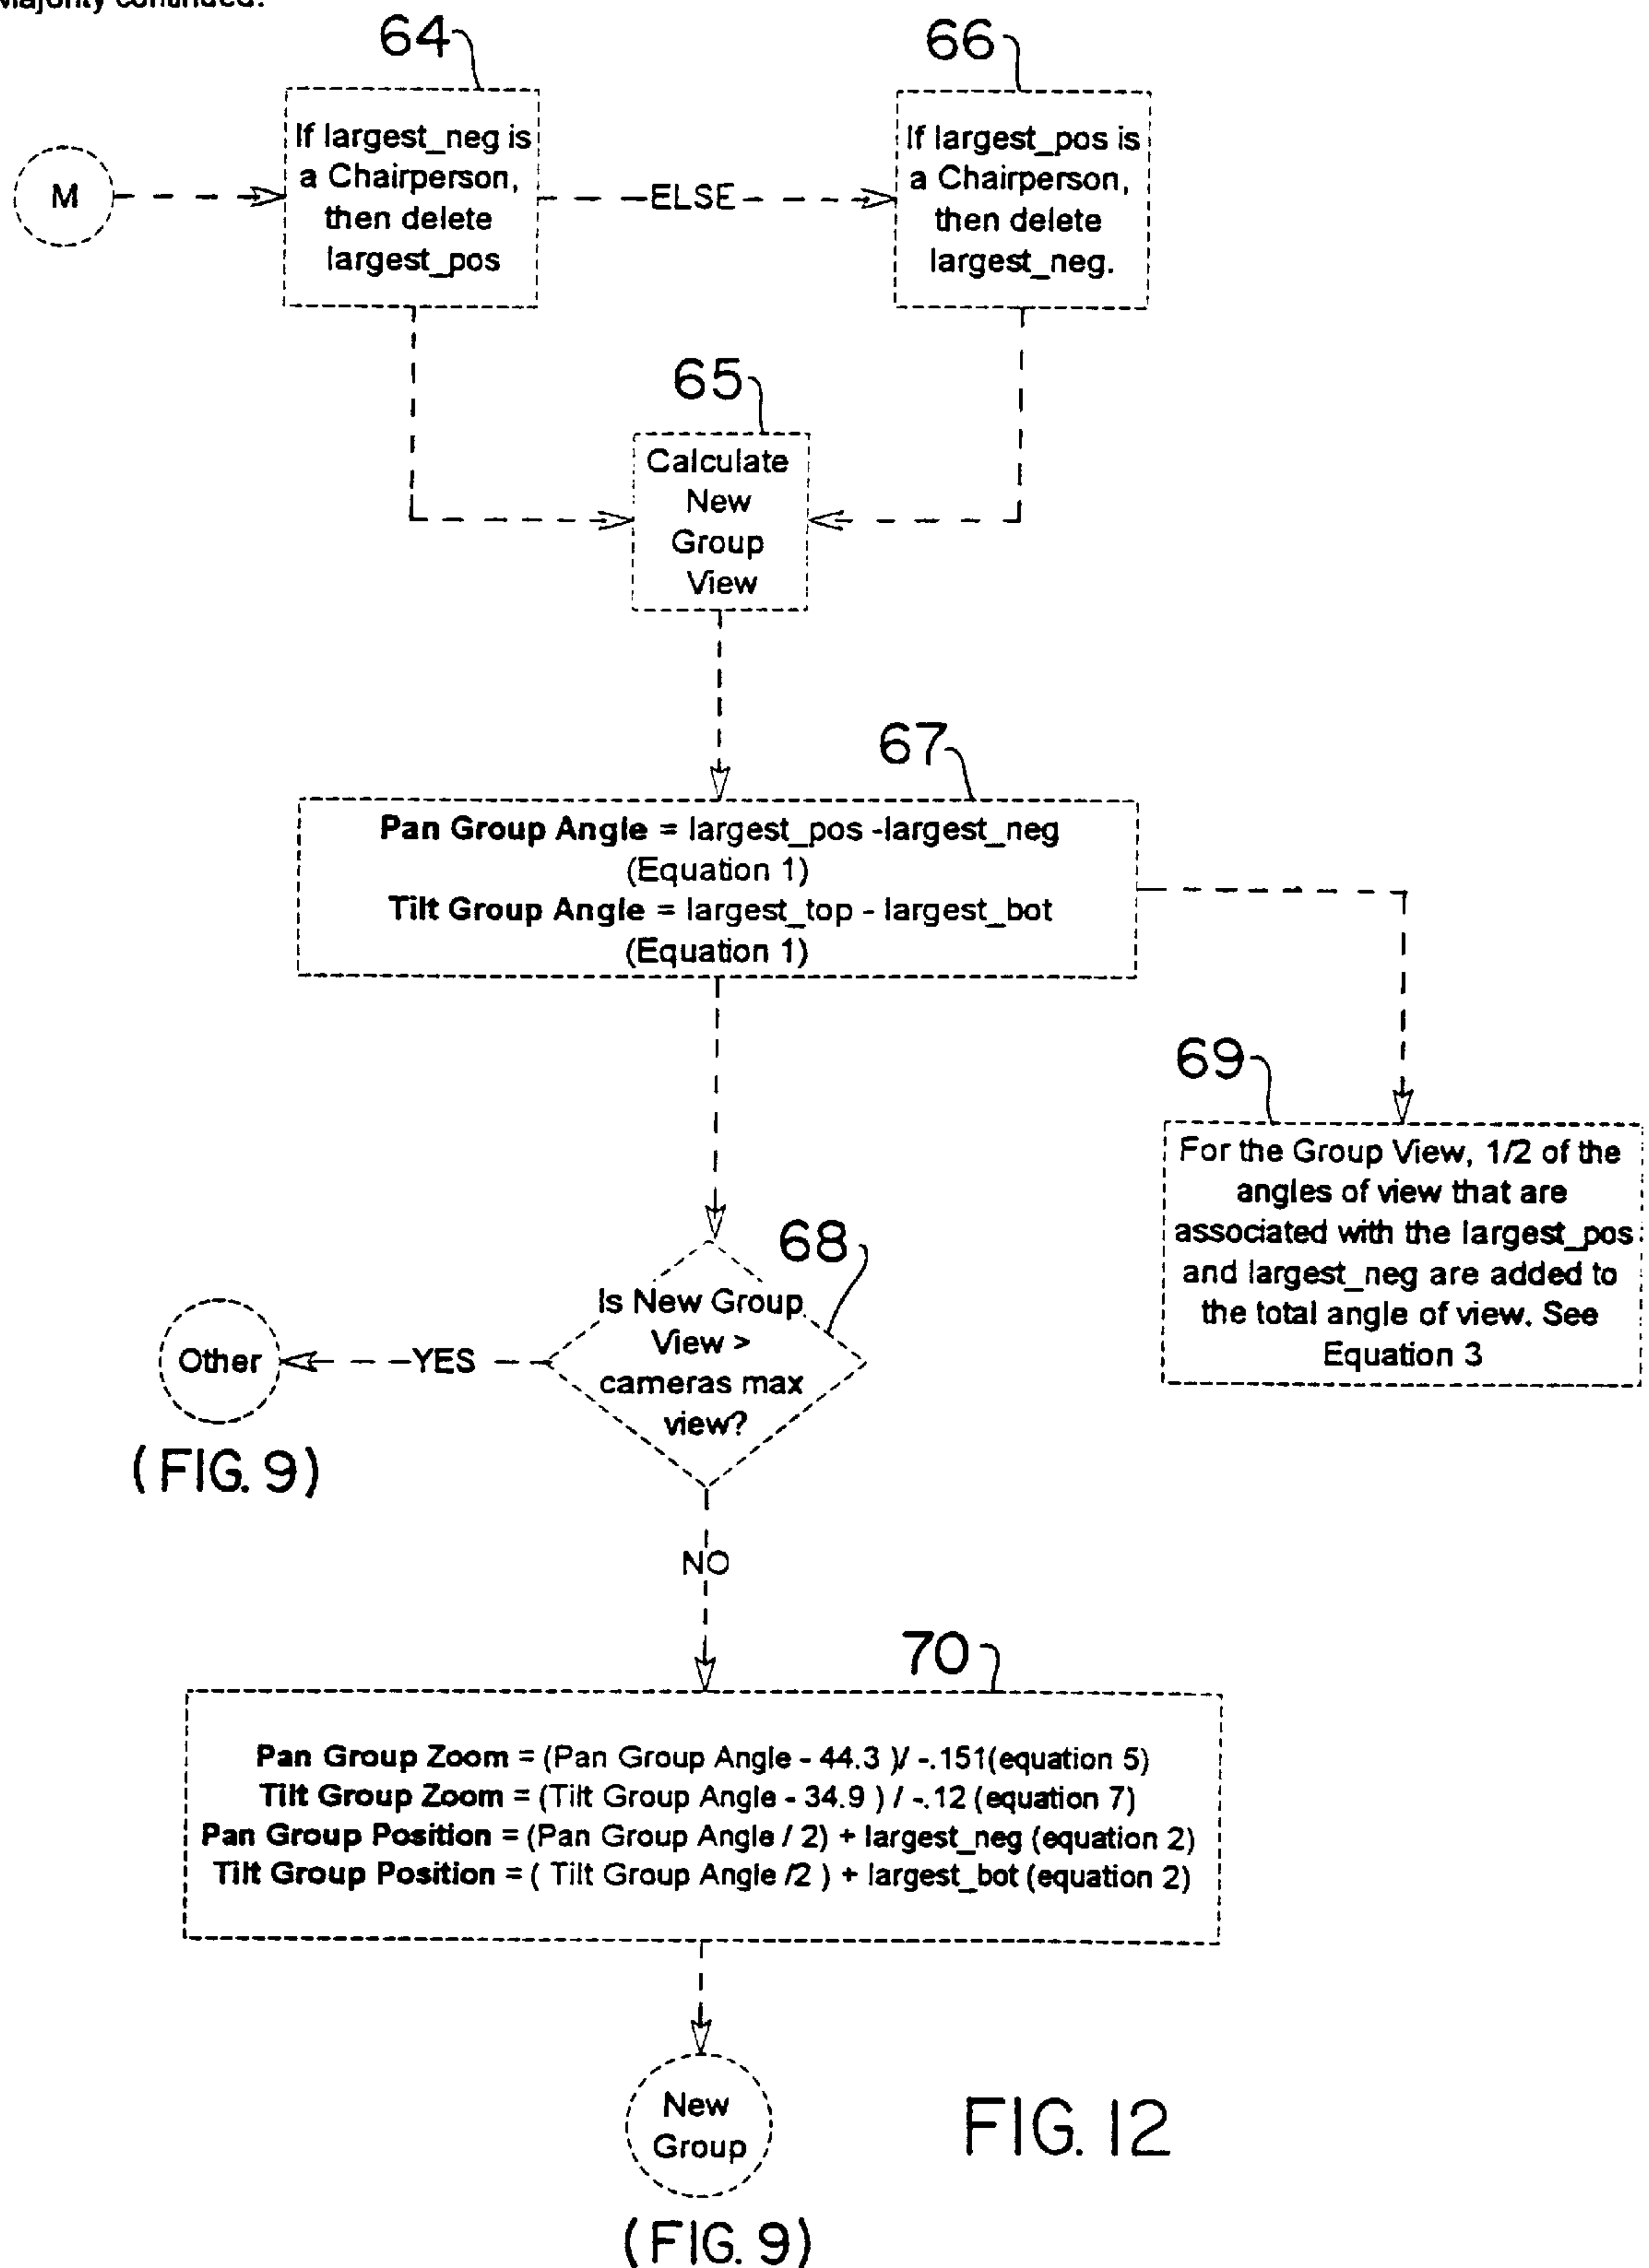 Majority continued.
64
66
M
If largest_neg is
a Chairperson,
then delete
largest_pos
ELSE
If largest_pos is
a Chairperson,
then delete
largest_neg.
65
Calculate
New
Group
View
67
Pan Group Angle = largest_pos -largest_neg
(Equation 1)
Tilt Group Angle = largest_top - largest_bot
(Equation 1)
69
For the Group View, 1/2 of the
angles of view that are
associated with the largest_pos
and largest_neg are added to
the total angle of view. See
Equation 3
68
Is New Group
View >
cameras max
view?
YES
Other
(FIG. 9)
NO
70
Pan Group Zoom = (Pan Group Angle - 44.3 )/ -.151(equation 5)
Tilt Group Zoom = (Tilt Group Angle - 34.9 ) / -.12 (equation 7)
Pan Group Position = (Pan Group Angle / 2) + largest_neg (equation 2)
Tilt Group Position = ( Tilt Group Angle /2 ) + largest_bot (equation 2)
New
Group
(FIG. 9)
FIG. 12